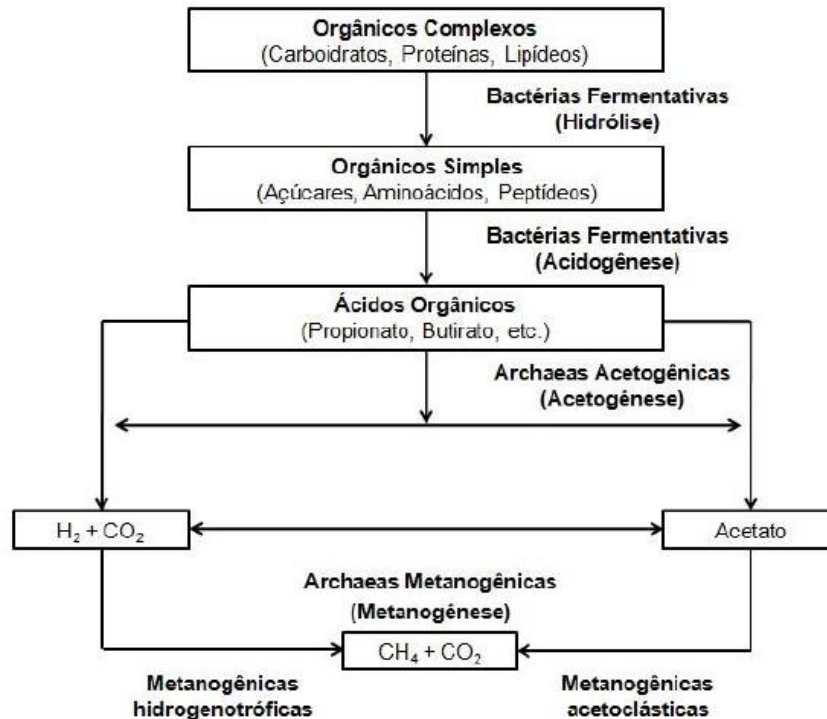 Orgânicos Complexos
(Carboidratos, Proteínas, Lipídeos)
Bactérias Fermentativas
(Hidrólise)
Orgânicos Simples
(Açúcares, Aminoácidos, Peptídeos)
Bactérias Fermentativas
(Acidogênese)
Ácidos Orgânicos
(Propionato, Butirato, etc.)
Archaeas Acetogênicas
(Acetogênese)
H₂ + CO₂
Acetato
Archaeas Metanogênicas
(Metanogénese)
CH₄ + CO₂
Metanogênicas
hidrogenotróficas
Metanogênicas
acetoclásticas